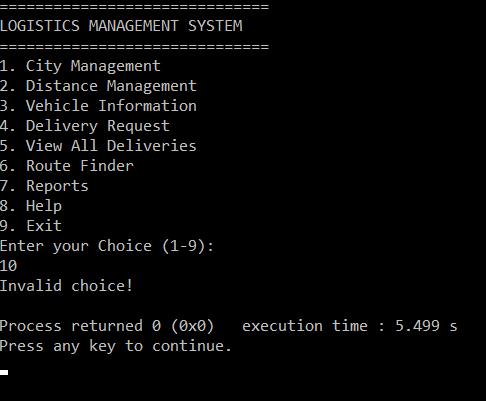 ==============================
LOGISTICS MANAGEMENT SYSTEM
==============================
1. City Management
2. Distance Management
3. Vehicle Information
4. Delivery Request
5. View All Deliveries
6. Route Finder
7. Reports
8. Help
9. Exit
Enter your Choice (1-9):
10
Invalid choice!
Process returned 0 (0x0)   execution time : 5.499 s
Press any key to continue.